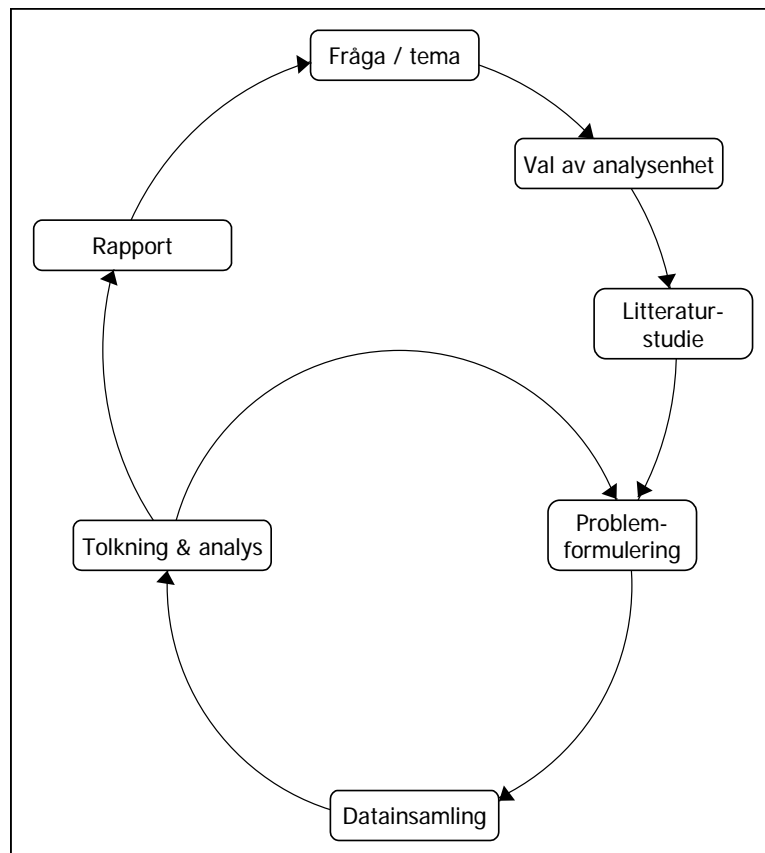 Fråga / tema
Val av analysenhet
Rapport
Litteratur-
studie
Problem-
formulering
Tolkning & analys
Datainsamling